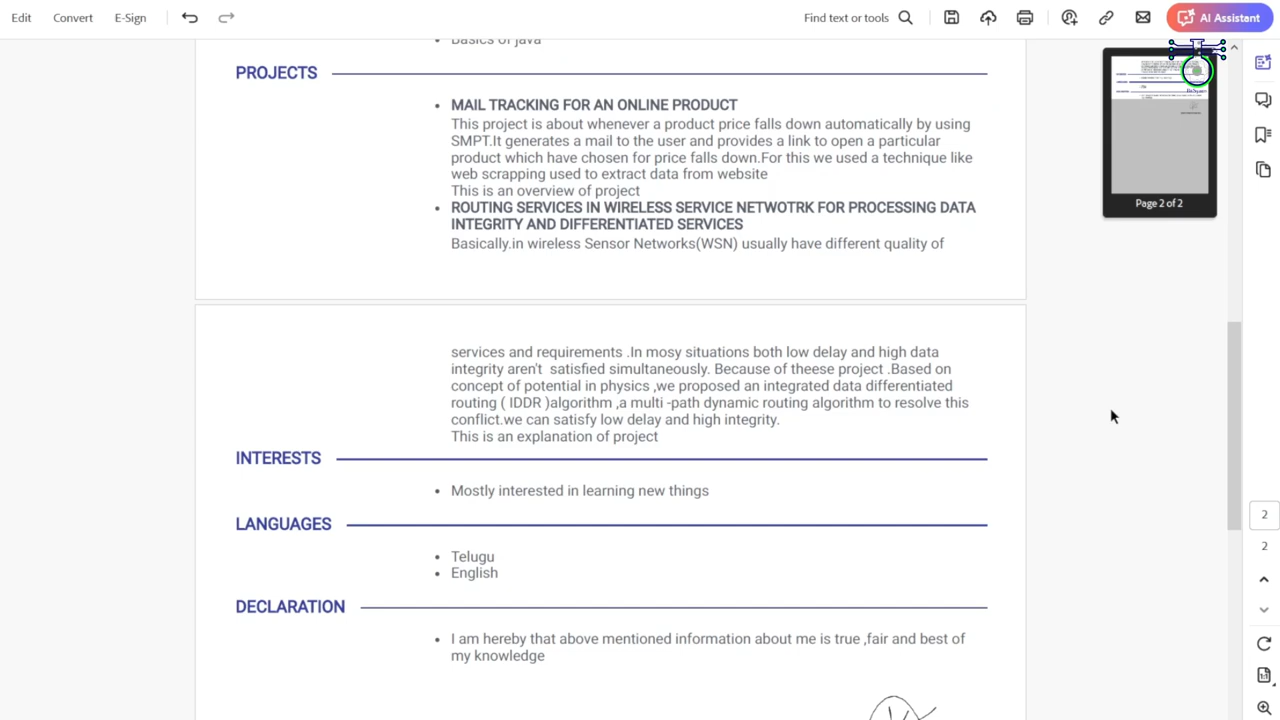 Edit Convert E-Sign Find text or tools AI Assistant
Basics of java
PROJECTS
MAIL TRACKING FOR AN ONLINE PRODUCT
This project is about whenever a product price falls down automatically by using
SMPT.It generates a mail to the user and provides a link to open a particular
product which have chosen for price falls down.For this we used a technique like
web scrapping used to extract data from website
This is an overview of project
ROUTING SERVICES IN WIRELESS SERVICE NETWOTRK FOR PROCESSING DATA
INTEGRITY AND DIFFERENTIATED SERVICES
Basically.in wireless Sensor Networks(WSN) usually have different quality of
services and requirements .In mosy situations both low delay and high data
integrity aren't satisfied simultaneously. Because of theese project .Based on
concept of potential in physics ,we proposed an integrated data differentiated
routing ( IDDR )algorithm ,a multi -path dynamic routing algorithm to resolve this
conflict.we can satisfy low delay and high integrity.
This is an explanation of project
INTERESTS
Mostly interested in learning new things
LANGUAGES
Telugu
English
DECLARATION
I am hereby that above mentioned information about me is true ,fair and best of
my knowledge
Page 2 of 2
2
2